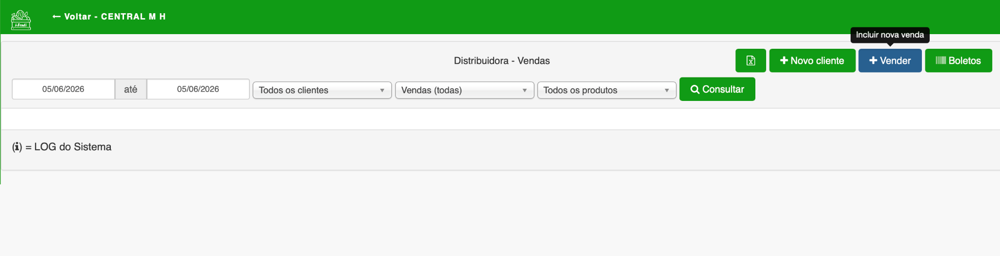 i-Fruti
← Voltar - CENTRAL M H
Incluir nova venda
Distribuidora - Vendas
+ Novo cliente
+ Vender
Boletos
05/06/2026 até 05/06/2026 Todos os clientes Vendas (todas) Todos os produtos Consultar
(i) = LOG do Sistema